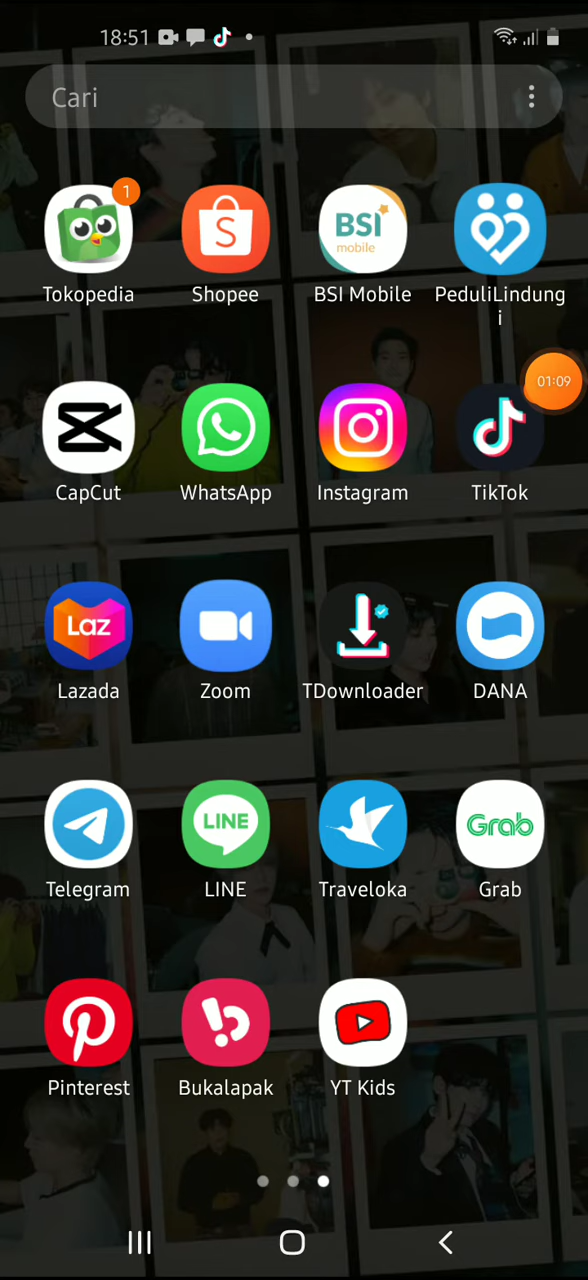 18:51
Cari
1
BSI
mobile
Tokopedia
Shopee
BSI Mobile
PeduliLindung
i
01:09
CapCut
WhatsApp
Instagram
TikTok
Laz
Lazada
Zoom
TDownloader
DANA
LINE
Grab
Telegram
LINE
Traveloka
Grab
Pinterest
Bukalapak
YT Kids